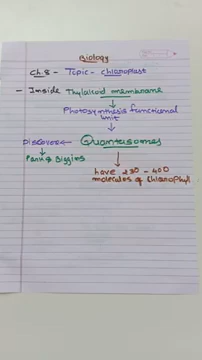 Biology
Ch.8 - Topic - chloroplast
- Inside Thylakoid membrane
Photosynthesis functional
unit
Discover Quantasomes
Park & Biggins
have 230 - 400
molecules of chlorophyll